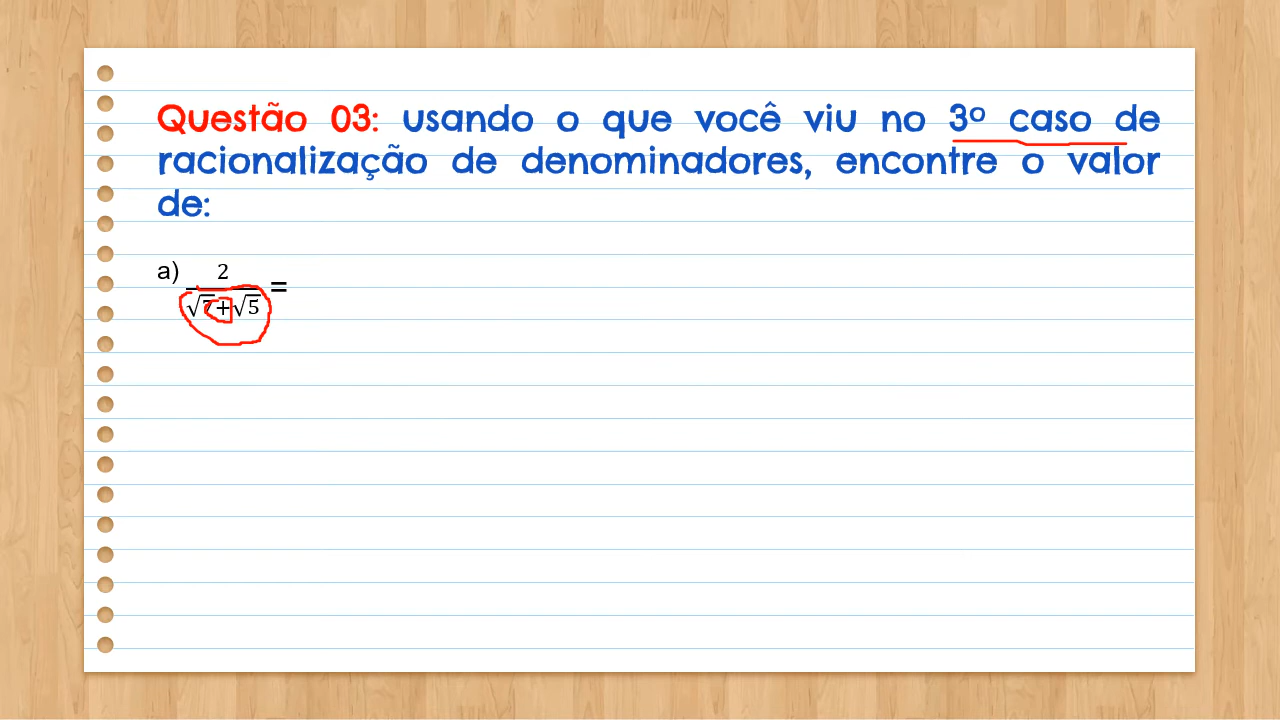 Questão 03: usando o que você viu no 3º caso de
racionalização de denominadores, encontre o valor
de:
a) 2/(√7+√5) =